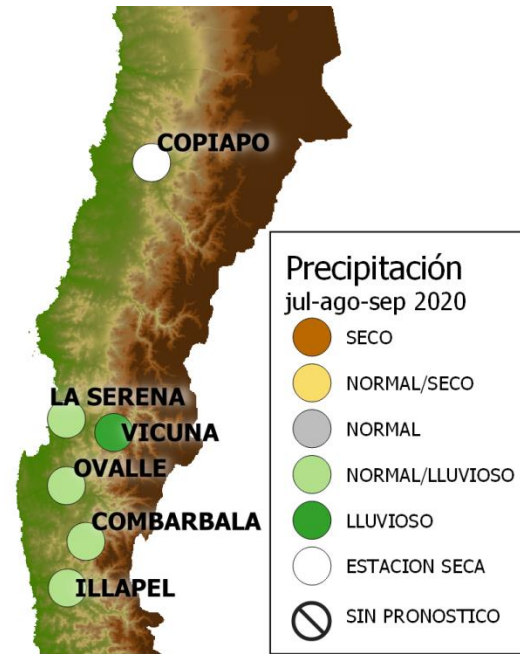 COPIAPO
LA SERENA
VICUNA
OVALLE
COMBARBALA
ILLAPEL
Precipitación
jul-ago-sep 2020
SECO
NORMAL/SECO
NORMAL
NORMAL/LLUVIOSO
LLUVIOSO
ESTACION SECA
SIN PRONOSTICO